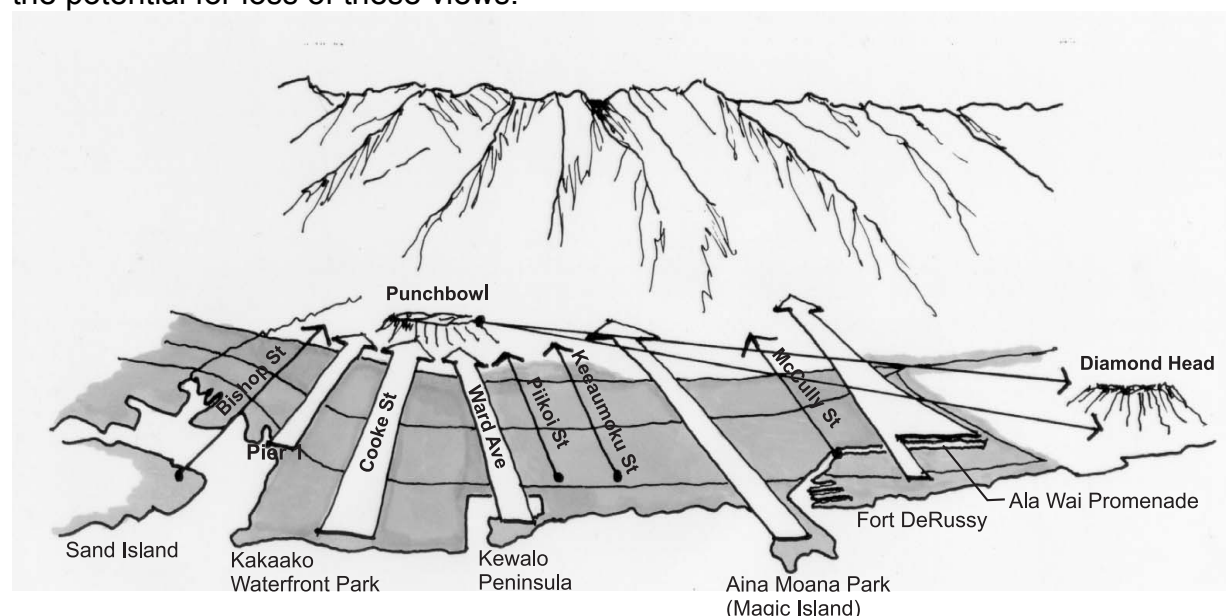 the potential for loss of these views.
Punchbowl
Diamond Head
Bishop St
Pier 1
Cooke St
Ward Ave
Piikoi St
Keeaumoku St
McCully St
Ala Wai Promenade
Fort DeRussy
Sand Island
Kakaako
Waterfront Park
Kewalo
Peninsula
Aina Moana Park
(Magic Island)